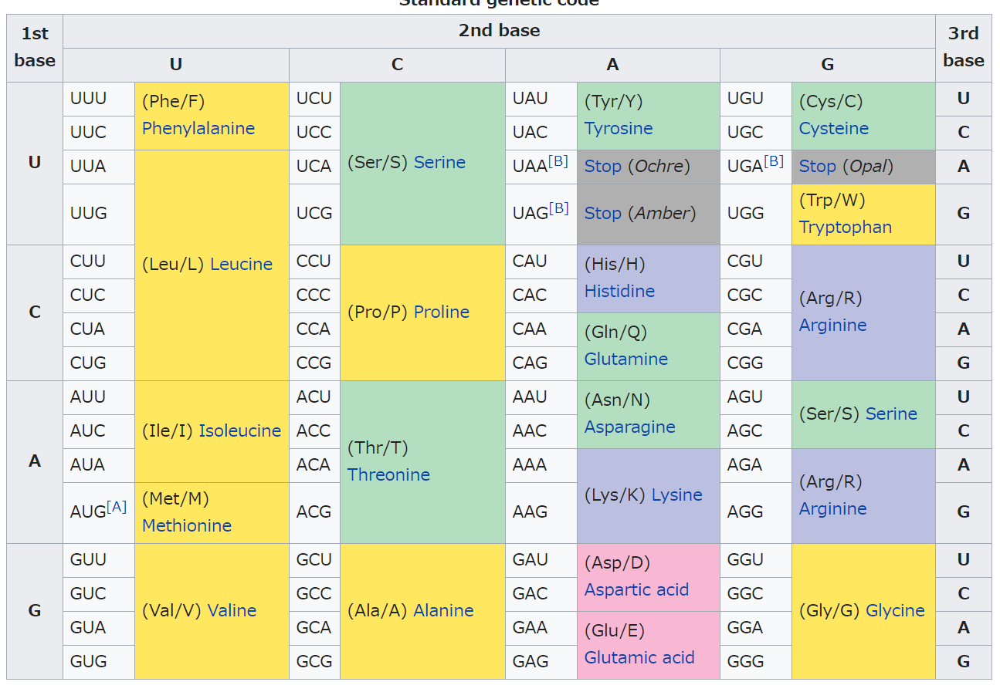 Standard genetic code
1st base 2nd base 3rd base
U C A G
U UUU (Phe/F) Phenylalanine UCU (Ser/S) Serine UAU (Tyr/Y) Tyrosine UGU (Cys/C) Cysteine U
UUC UCC UAC UGC C
UUA (Leu/L) Leucine UCA UAA[B] Stop (Ochre) UGA[B] Stop (Opal) A
UUG UCG UAG[B] Stop (Amber) UGG (Trp/W) Tryptophan G
C CUU CCU (Pro/P) Proline CAU (His/H) Histidine CGU (Arg/R) Arginine U
CUC CCC CAC CGC C
CUA CCA CAA (Gln/Q) Glutamine CGA A
CUG CCG CAG CGG G
A AUU (Ile/I) Isoleucine ACU (Thr/T) Threonine AAU (Asn/N) Asparagine AGU (Ser/S) Serine U
AUC ACC AAC AGC C
AUA ACA AAA (Lys/K) Lysine AGA (Arg/R) Arginine A
AUG[A] (Met/M) Methionine ACG AAG AGG G
G GUU (Val/V) Valine GCU (Ala/A) Alanine GAU (Asp/D) Aspartic acid GGU (Gly/G) Glycine U
GUC GCC GAC GGC C
GUA GCA GAA (Glu/E) Glutamic acid GGA A
GUG GCG GAG GGG G